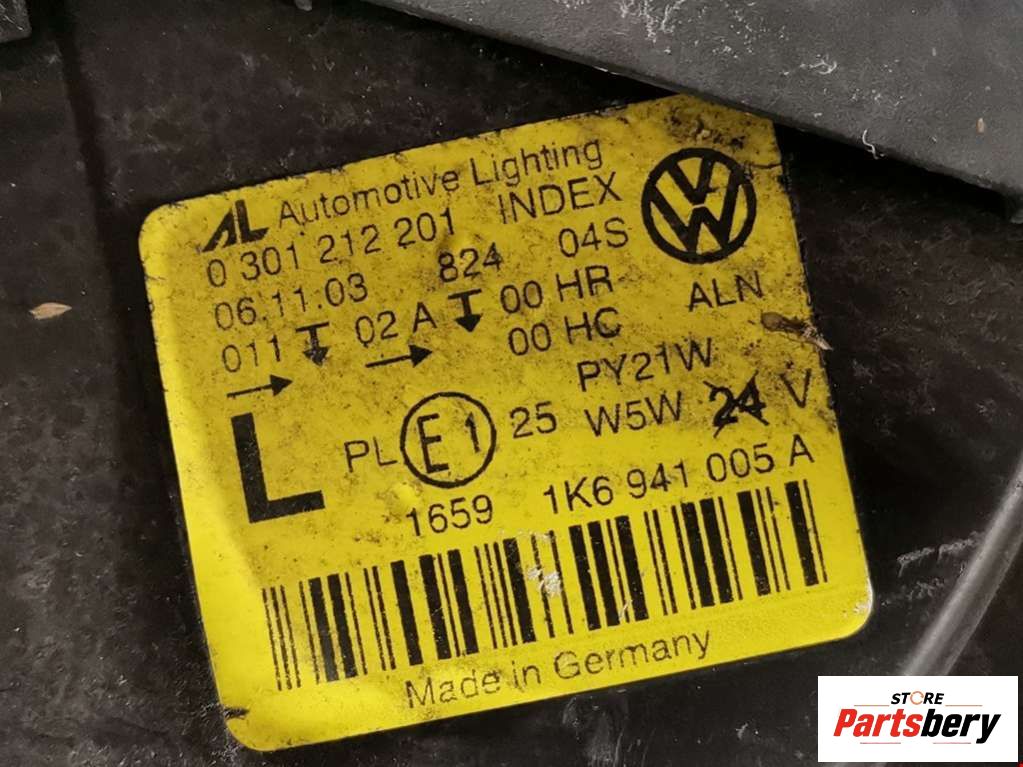 AL Automotive Lighting
0 301 212 201 INDEX
06.11.03 824 04S
011 02 A 00 HR
00 HC
ALN
PY21W
L PL E1 25 W5W 24 V
1659 1K6 941 005 A
Made in Germany
STORE
Partsbery